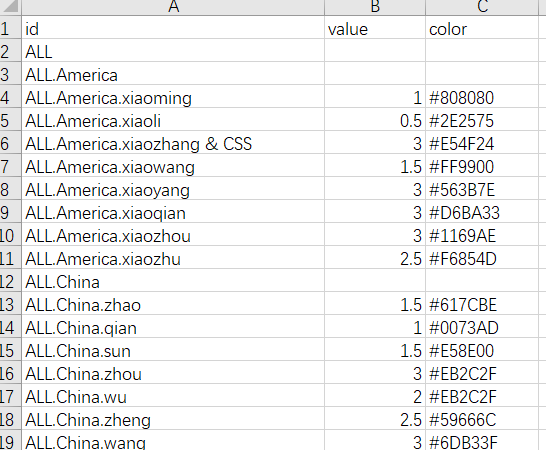 A B C
1 id value color
2 ALL
3 ALL.America
4 ALL.America.xiaoming 1 #808080
5 ALL.America.xiaoli 0.5 #2E2575
6 ALL.America.xiaozhang & CSS 3 #E54F24
7 ALL.America.xiaowang 1.5 #FF9900
8 ALL.America.xiaoyang 3 #563B7E
9 ALL.America.xiaoqian 3 #D6BA33
10 ALL.America.xiaozhou 3 #1169AE
11 ALL.America.xiaozhu 2.5 #F6854D
12 ALL.China
13 ALL.China.zhao 1.5 #617CBE
14 ALL.China.qian 1 #0073AD
15 ALL.China.sun 1.5 #E58E00
16 ALL.China.zhou 3 #EB2C2F
17 ALL.China.wu 2 #EB2C2F
18 ALL.China.zheng 2.5 #59666C
19 ALL.China.wang 3 #6DB33F